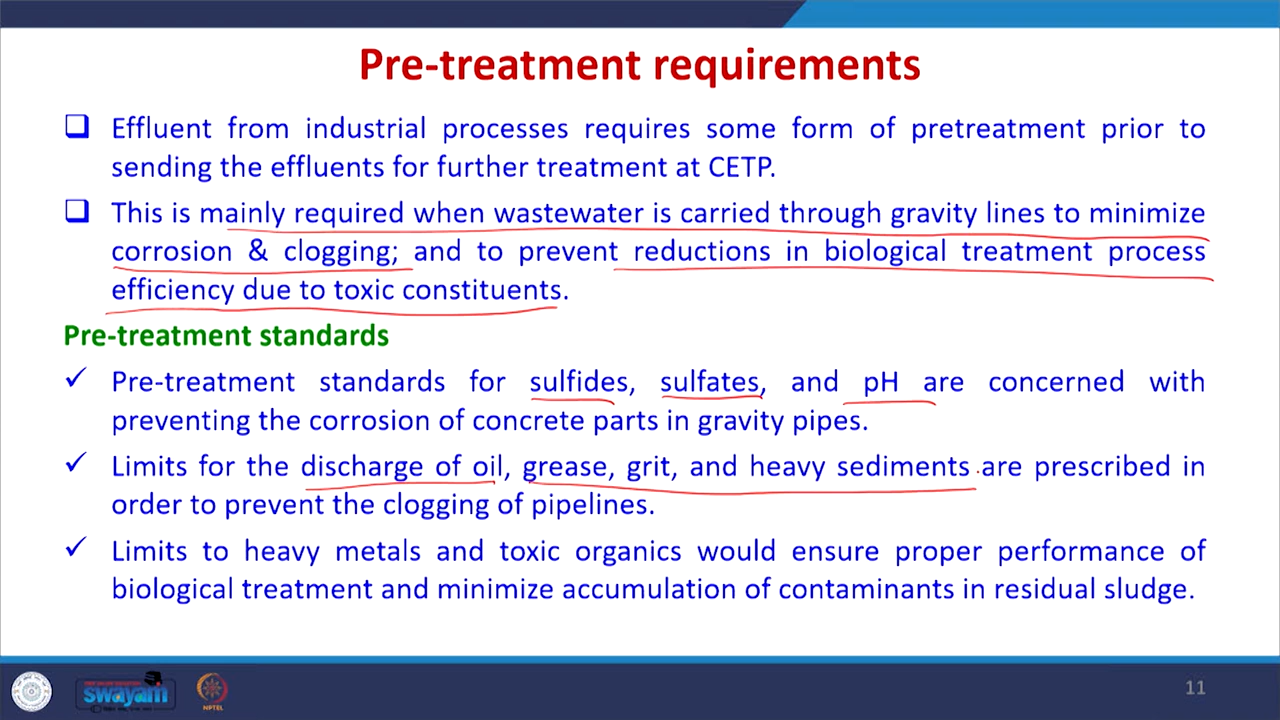 Pre-treatment requirements
Effluent from industrial processes requires some form of pretreatment prior to
sending the effluents for further treatment at CETP.
This is mainly required when wastewater is carried through gravity lines to minimize
corrosion & clogging; and to prevent reductions in biological treatment process
efficiency due to toxic constituents.
Pre-treatment standards
Pre-treatment standards for sulfides, sulfates, and pH are concerned with
preventing the corrosion of concrete parts in gravity pipes.
Limits for the discharge of oil, grease, grit, and heavy sediments are prescribed in
order to prevent the clogging of pipelines.
Limits to heavy metals and toxic organics would ensure proper performance of
biological treatment and minimize accumulation of contaminants in residual sludge.
swayam
NPTEL
11